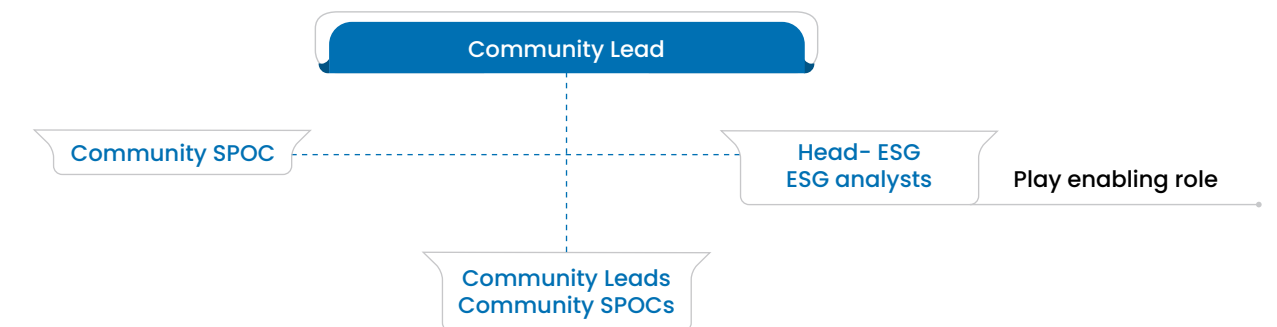 Community Lead
Community SPOC
Head- ESG
ESG analysts
Play enabling role
Community Leads
Community SPOCs